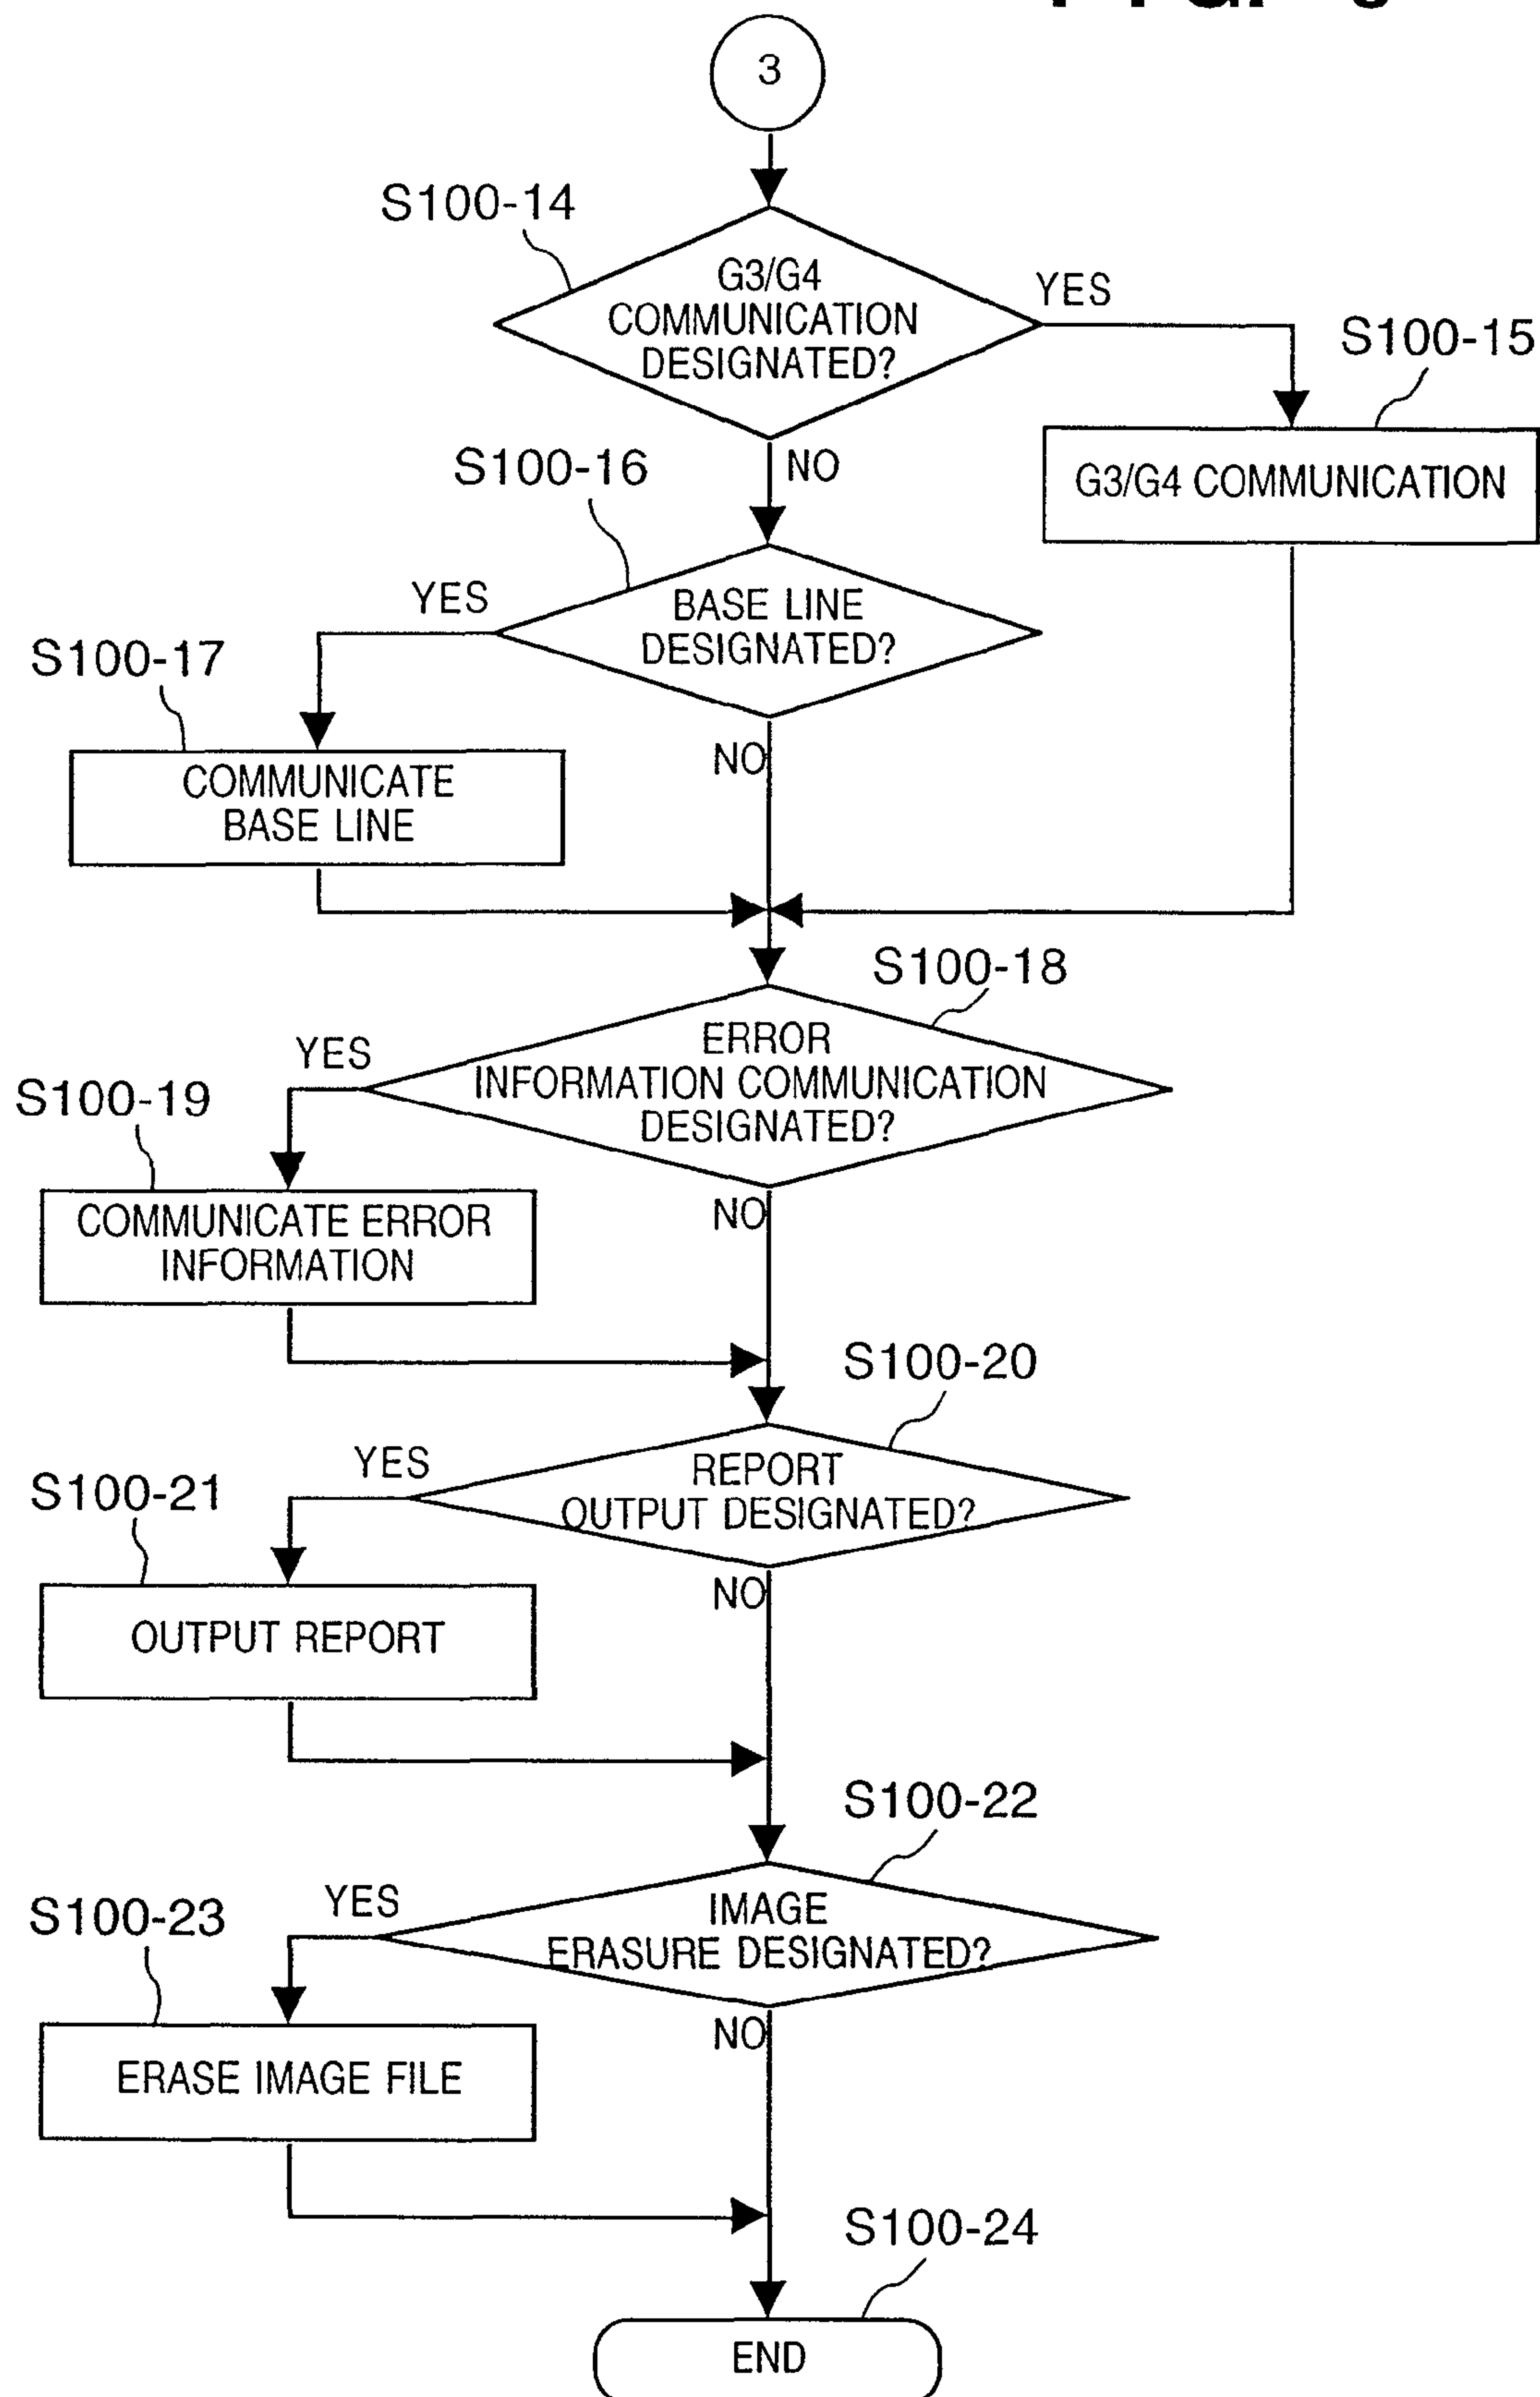 3
S100-14
G3/G4
COMMUNICATION
DESIGNATED?
YES
S100-15
G3/G4 COMMUNICATION
NO
S100-16
BASE LINE
DESIGNATED?
YES
S100-17
COMMUNICATE
BASE LINE
NO
S100-18
ERROR
INFORMATION COMMUNICATION
DESIGNATED?
YES
S100-19
COMMUNICATE ERROR
INFORMATION
NO
S100-20
REPORT
OUTPUT DESIGNATED?
YES
S100-21
OUTPUT REPORT
NO
S100-22
IMAGE
ERASURE DESIGNATED?
YES
S100-23
ERASE IMAGE FILE
NO
S100-24
END